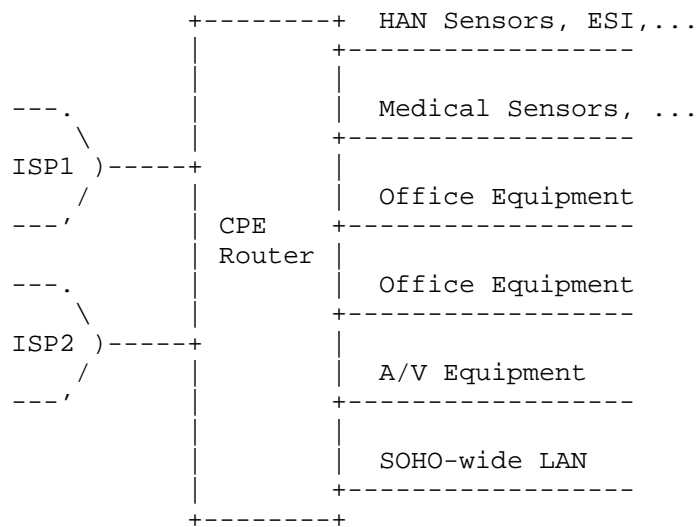 HAN Sensors, ESI,...
Medical Sensors, ...
ISP1
Office Equipment
CPE
Router
Office Equipment
ISP2
A/V Equipment
SOHO-wide LAN